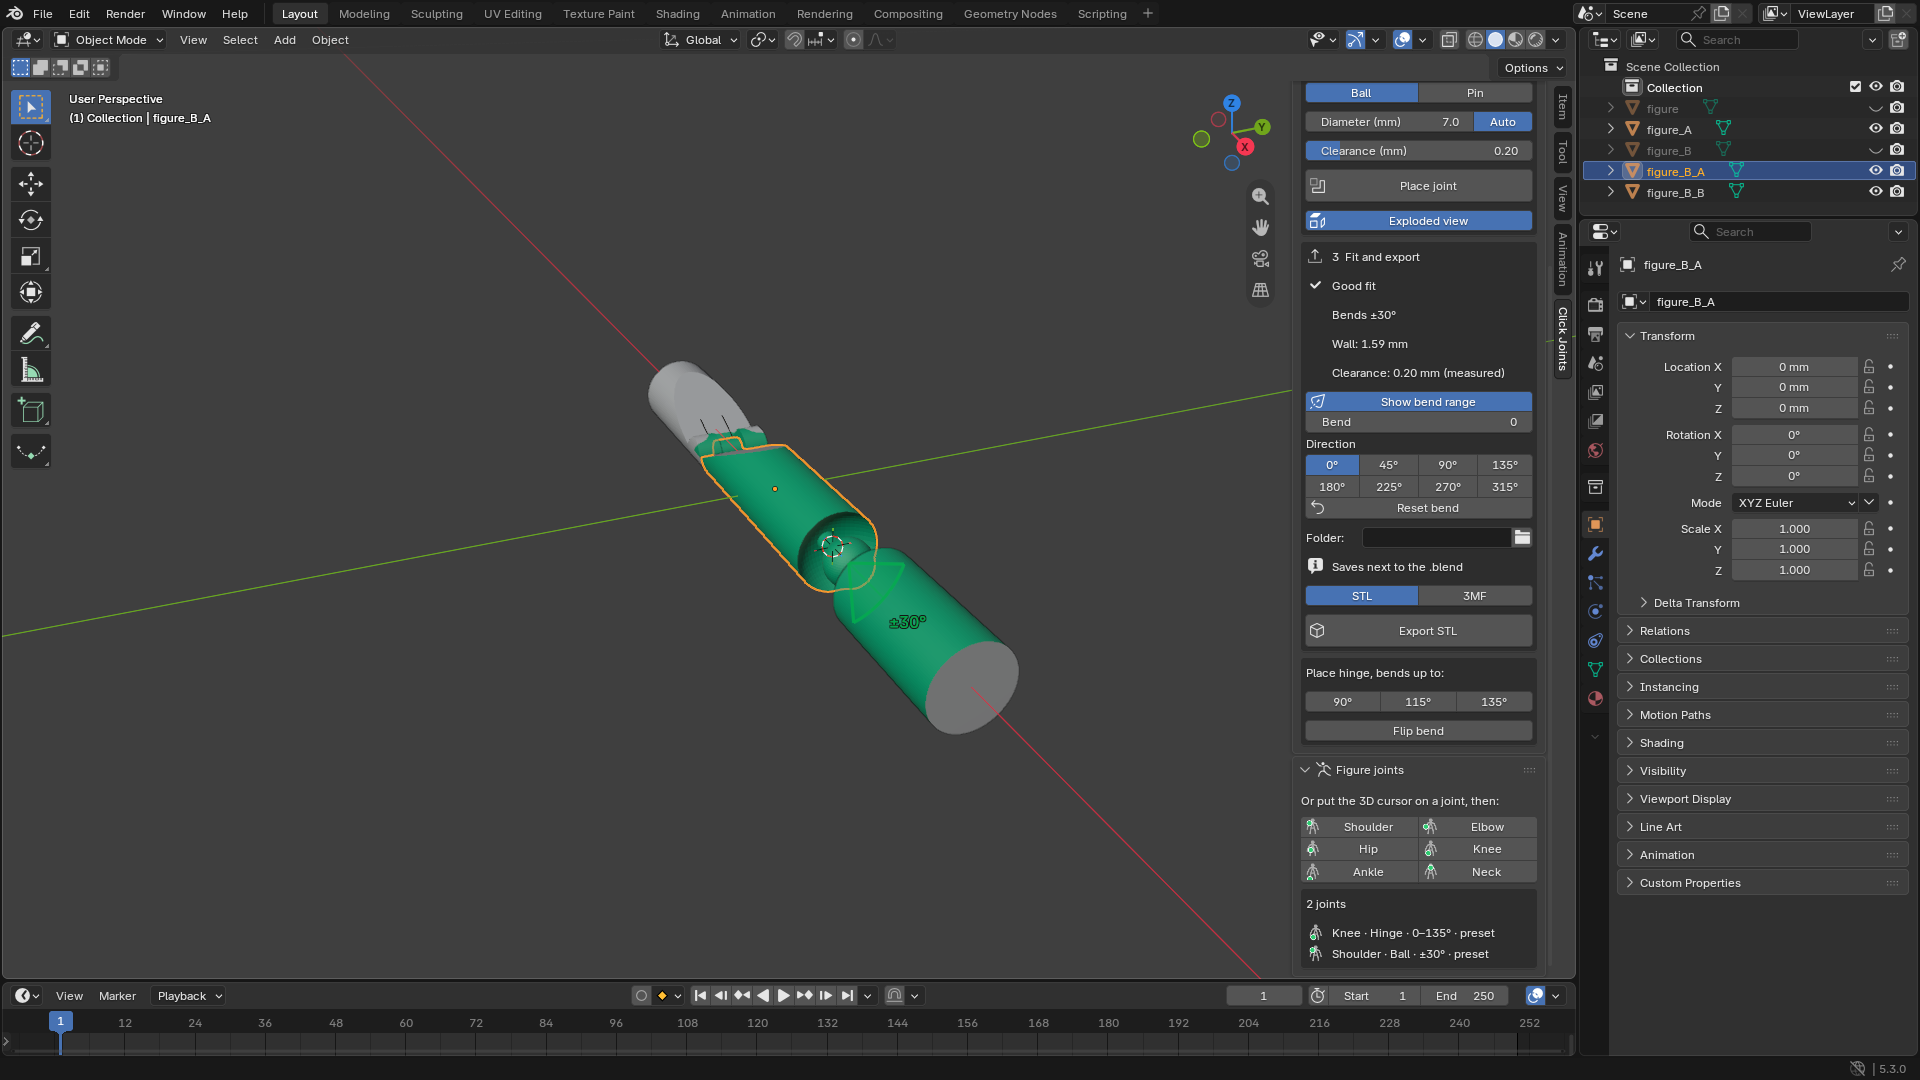 File Edit Render Window Help Layout Modeling Sculpting UV Editing Texture Paint Shading Animation Rendering Compositing Geometry Nodes Scripting + Scene ViewLayer
Object Mode View Select Add Object Global Search
Options
User Perspective
(1) Collection | figure_B_A
Z
Y
X
Item
Tool
View
Animation
Click Joints
Ball Pin
Diameter (mm) 7.0 Auto
Clearance (mm) 0.20
Place joint
Exploded view
3 Fit and export
Good fit
Bends ±30°
Wall: 1.59 mm
Clearance: 0.20 mm (measured)
Show bend range
Bend 0
Direction
0° 45° 90° 135°
180° 225° 270° 315°
Reset bend
Folder:
Saves next to the .blend
STL 3MF
Export STL
Place hinge, bends up to:
90° 115° 135°
Flip bend
Figure joints
Or put the 3D cursor on a joint, then:
Shoulder Elbow
Hip Knee
Ankle Neck
2 joints
Knee · Hinge · 0–135° · preset
Shoulder · Ball · ±30° · preset
±30°
Scene Collection
Collection
figure
figure_A
figure_B
figure_B_A
figure_B_B
Search
figure_B_A
figure_B_A
Transform
Location X 0 mm
Y 0 mm
Z 0 mm
Rotation X 0°
Y 0°
Z 0°
Mode XYZ Euler
Scale X 1.000
Y 1.000
Z 1.000
Delta Transform
Relations
Collections
Instancing
Motion Paths
Shading
Visibility
Viewport Display
Line Art
Animation
Custom Properties
View Marker Playback 1 Start 1 End 250
1 12 24 36 48 60 72 84 96 108 120 132 144 156 168 180 192 204 216 228 240 252
5.3.0